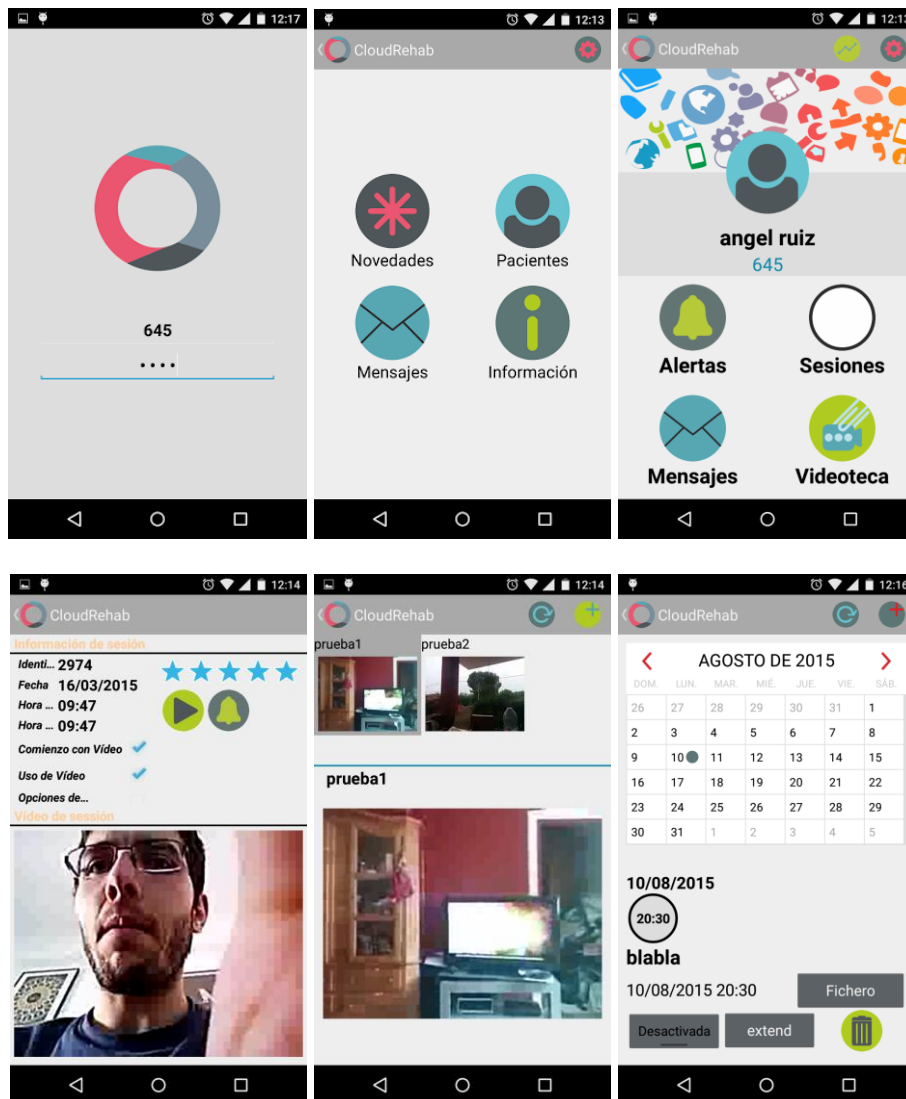 12:17
645
••••
12:13
CloudRehab
Novedades
Pacientes
Mensajes
Información
12:13
CloudRehab
angel ruiz
645
Alertas
Sesiones
Mensajes
Videoteca
12:14
CloudRehab
Información de sesión
Identi... 2974
Fecha 16/03/2015
Hora ... 09:47
Hora ... 09:47
Comienzo con Vídeo
Uso de Vídeo
Opciones de...
Vídeo de sessión
12:14
CloudRehab
prueba1 prueba2
prueba1
12:16
CloudRehab
AGOSTO DE 2015
DOM. LUN. MAR. MIÉ. JUE. VIE. SÁB.
26 27 28 29 30 31 1
2 3 4 5 6 7 8
9 10 11 12 13 14 15
16 17 18 19 20 21 22
23 24 25 26 27 28 29
30 31 1 2 3 4 5
10/08/2015
20:30
blabla
10/08/2015 20:30 Fichero
Desactivada extend